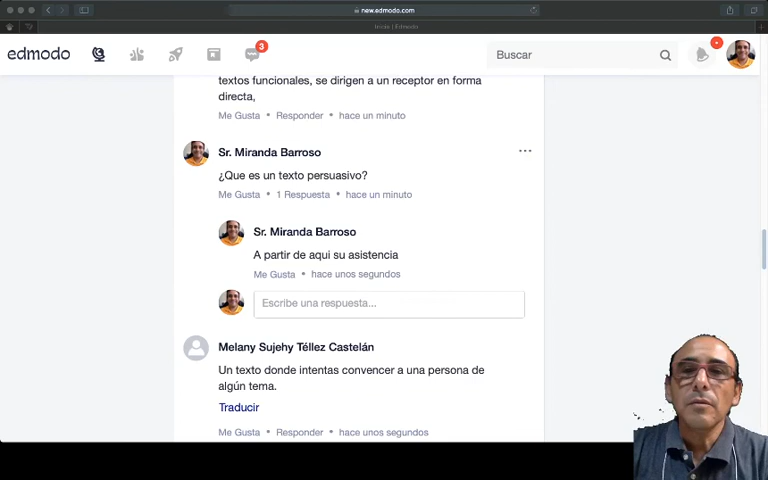 new.edmodo.com
Inicio | Edmodo
edmodo
3
Buscar
textos funcionales, se dirigen a un receptor en forma
directa,
Me Gusta • Responder • hace un minuto
Sr. Miranda Barroso
¿Que es un texto persuasivo?
Me Gusta • 1 Respuesta • hace un minuto
Sr. Miranda Barroso
A partir de aqui su asistencia
Me Gusta • hace unos segundos
Escribe una respuesta...
Melany Sujehy Téllez Castelán
Un texto donde intentas convencer a una persona de
algún tema.
Traducir
Me Gusta • Responder • hace unos segundos